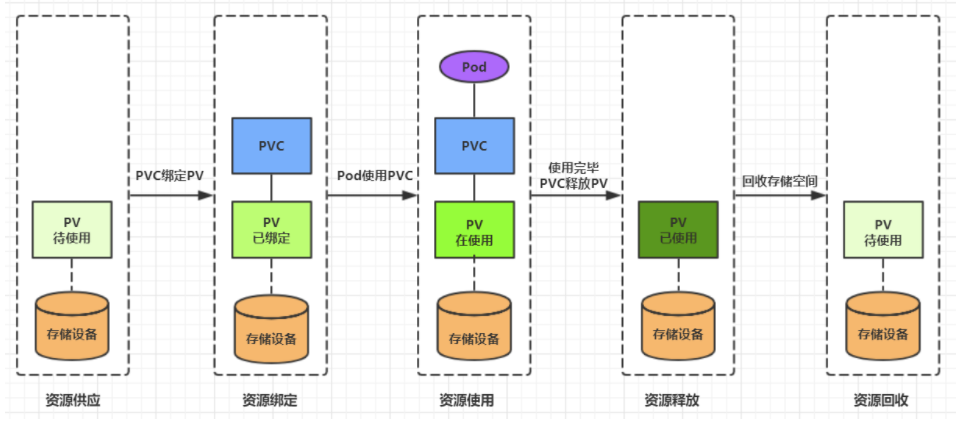 PV
待使用
存储设备
资源供应
PVC绑定PV
PVC
PV
已绑定
存储设备
资源绑定
Pod使用PVC
Pod
PVC
PV
在使用
存储设备
资源使用
使用完毕
PVC释放PV
PV
已使用
存储设备
资源释放
回收存储空间
PV
待使用
存储设备
资源回收